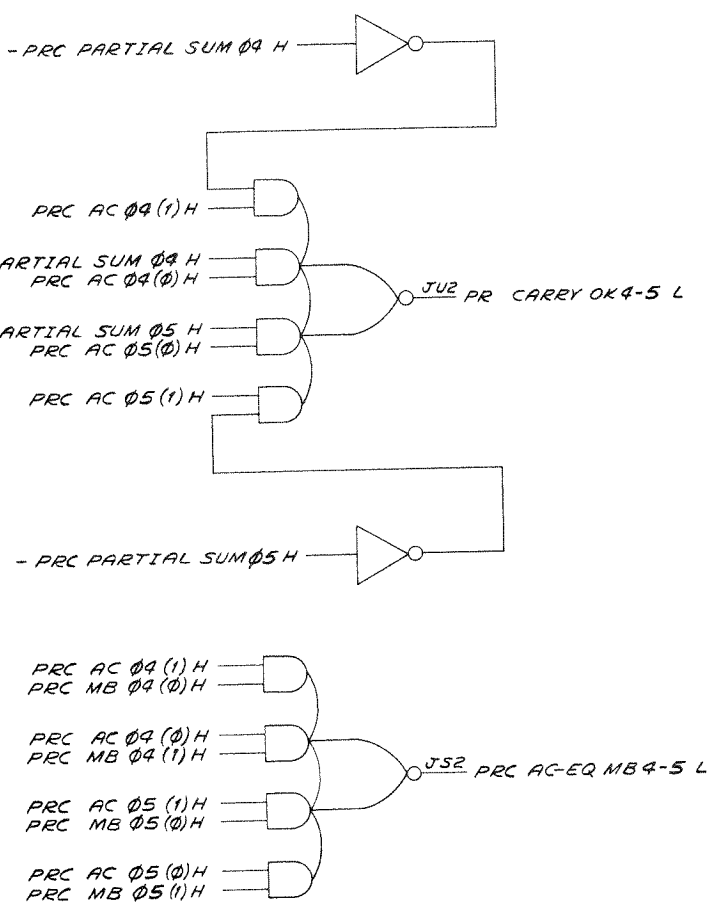 - PRC PARTIAL SUM Ø4 H
PRC AC Ø4 (1) H
ARTIAL SUM Ø4 H
PRC AC Ø4(Ø) H
JU2 PR CARRY OK 4-5 L
ARTIAL SUM Ø5 H
PRC AC Ø5(Ø) H
PRC AC Ø5 (1) H
- PRC PARTIAL SUM Ø5 H
PRC AC Ø4 (1) H
PRC MB Ø4 (Ø) H
PRC AC Ø4 (Ø) H
PRC MB Ø4 (1) H
JS2 PRC AC-EQ MB 4-5 L
PRC AC Ø5 (1) H
PRC MB Ø5 (Ø) H
PRC AC Ø5 (Ø) H
PRC MB Ø5 (1) H